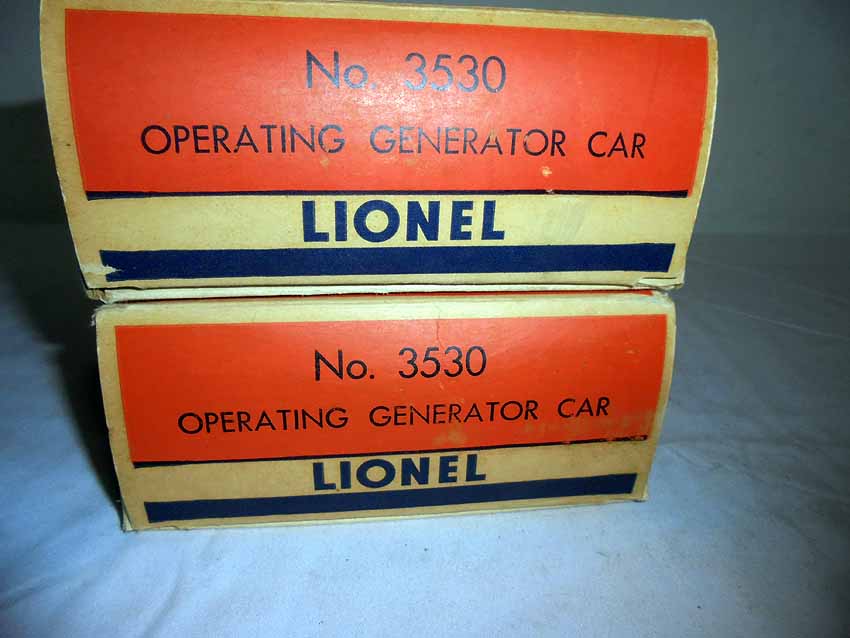 No. 3530
OPERATING GENERATOR CAR
LIONEL
No. 3530
OPERATING GENERATOR CAR
LIONEL